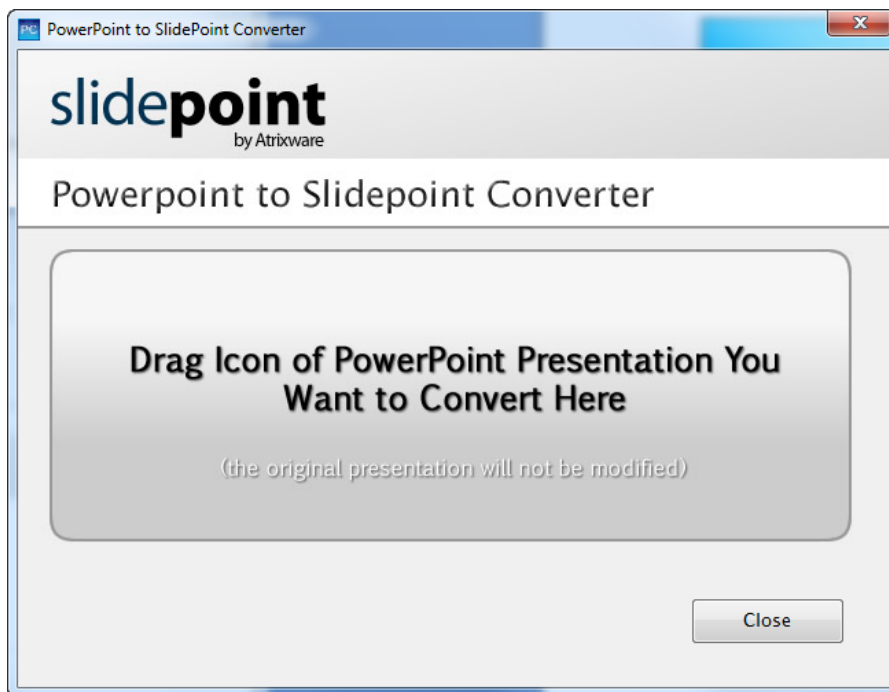 PC PowerPoint to SlidePoint Converter
slidepoint
by Atrixware
Powerpoint to Slidepoint Converter
Drag Icon of PowerPoint Presentation You
Want to Convert Here
(the original presentation will not be modified)
Close